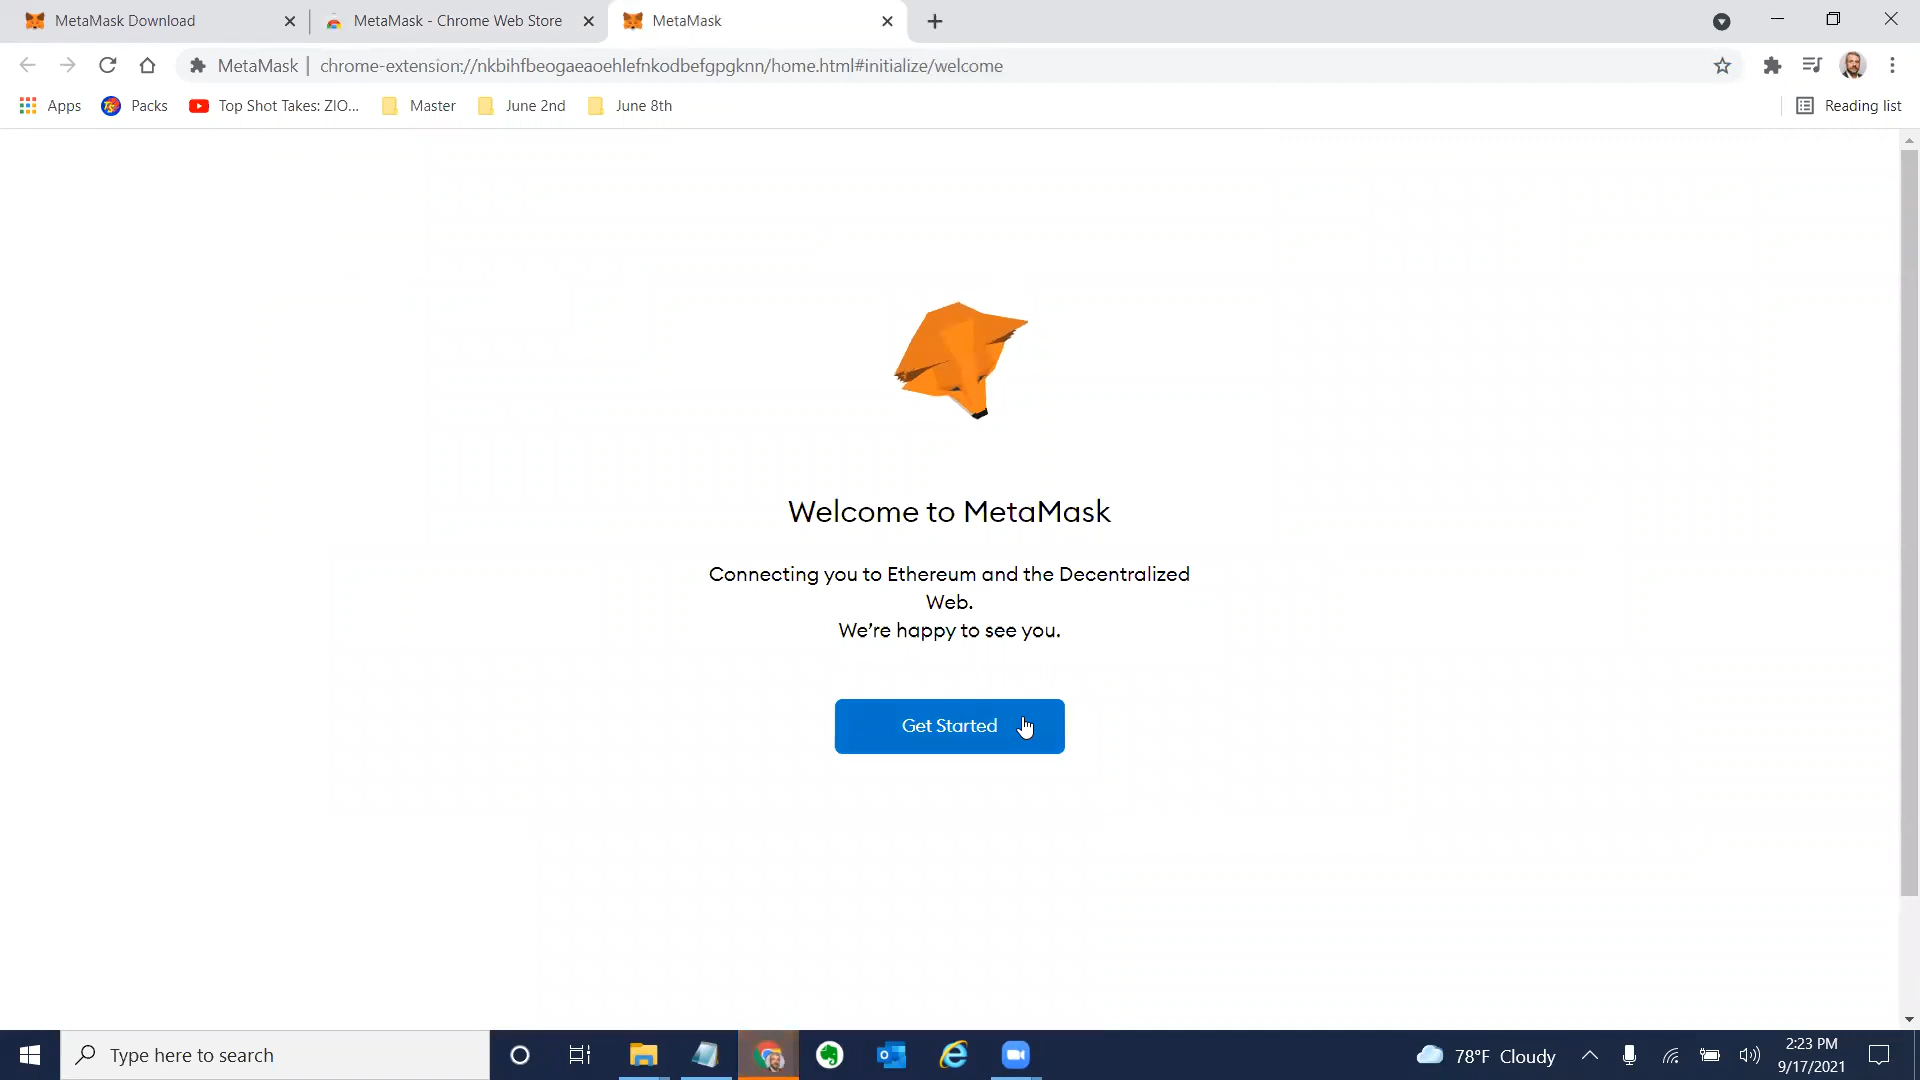 MetaMask Download
MetaMask - Chrome Web Store
MetaMask
MetaMask | chrome-extension://nkbihfbeogaeaoehlefnkodbefgpgknn/home.html#initialize/welcome
Apps
Packs
Top Shot Takes: ZIO...
Master
June 2nd
June 8th
Reading list
Welcome to MetaMask
Connecting you to Ethereum and the Decentralized
Web.
We’re happy to see you.
Get Started
Type here to search
78°F Cloudy
2:23 PM
9/17/2021